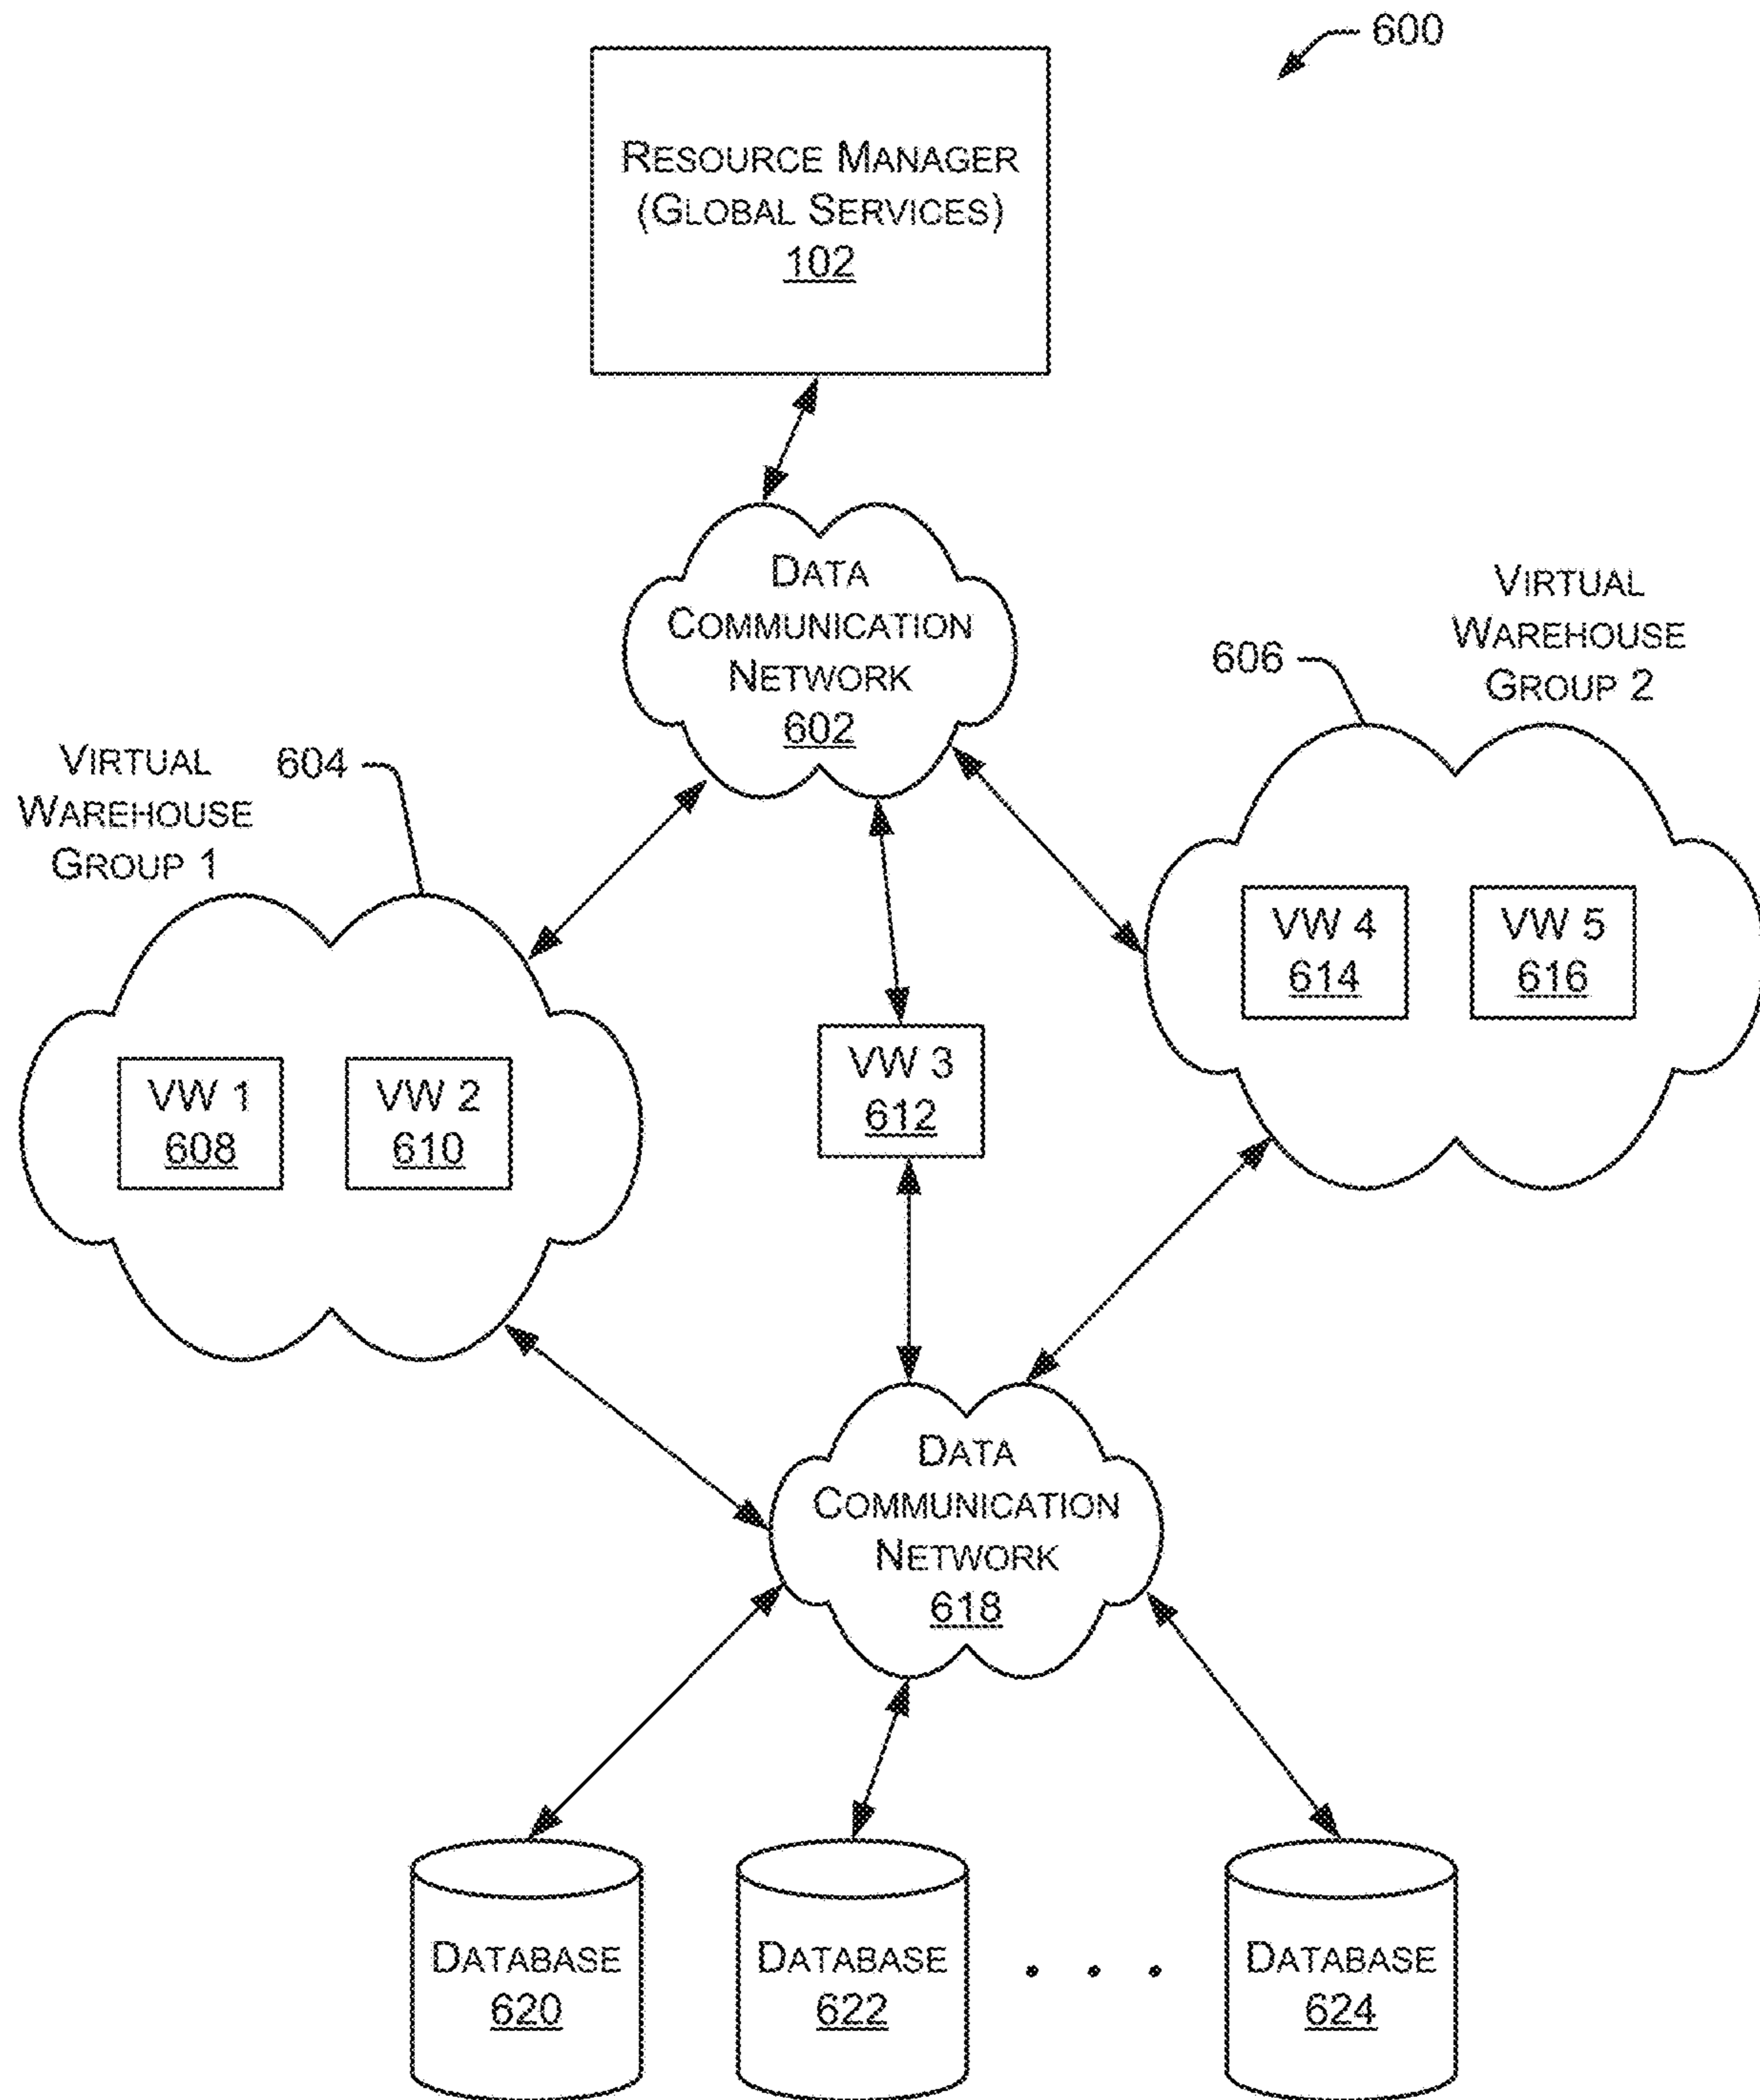 600
RESOURCE MANAGER
(GLOBAL SERVICES)
102
DATA
COMMUNICATION
NETWORK
602
VIRTUAL
WAREHOUSE
GROUP 2
606
VIRTUAL
WAREHOUSE
GROUP 1
604
VW 4
614
VW 5
616
VW 1
608
VW 2
610
VW 3
612
DATA
COMMUNICATION
NETWORK
618
DATABASE
620
DATABASE
622
. . .
DATABASE
624